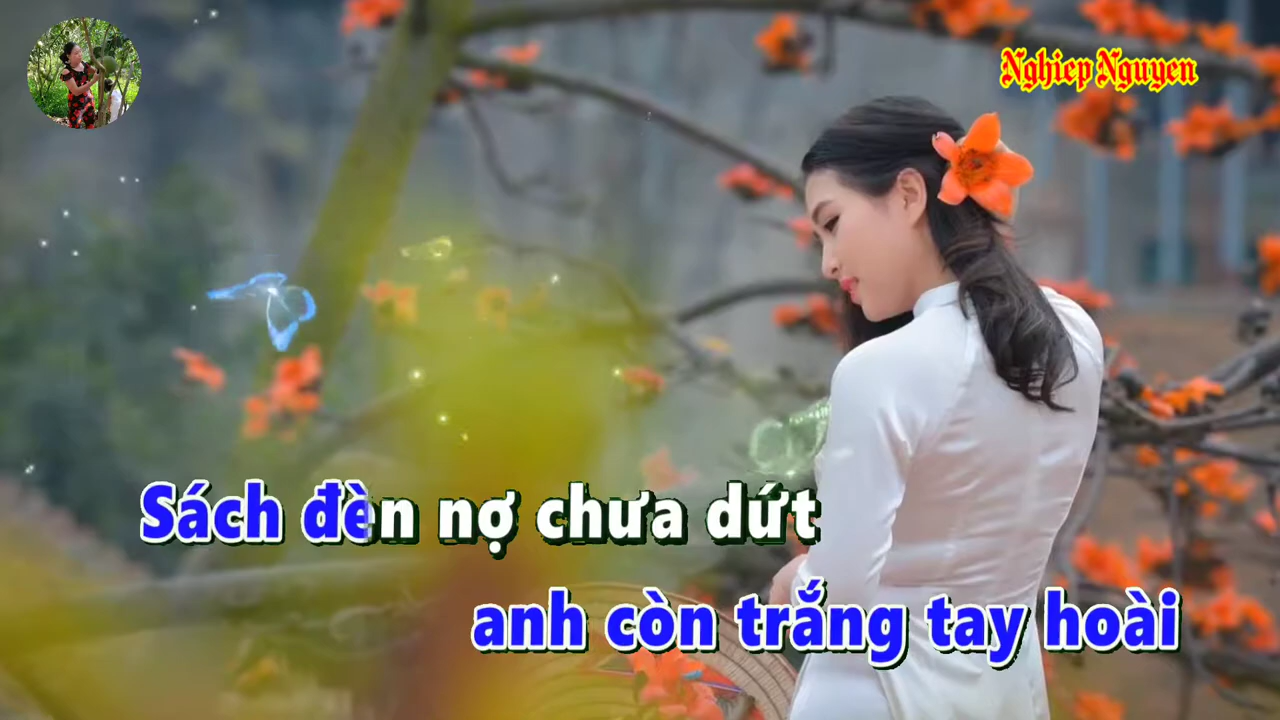 Nghiep Nguyen
Sách đèn nợ chưa dứt
anh còn trắng tay hoài